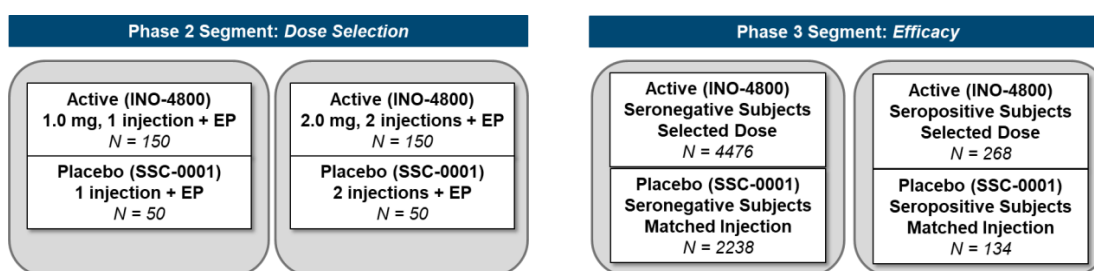 Phase 2 Segment: Dose Selection
Active (INO-4800)
1.0 mg, 1 injection + EP
N = 150
Placebo (SSC-0001)
1 injection + EP
N = 50
Active (INO-4800)
2.0 mg, 2 injections + EP
N = 150
Placebo (SSC-0001)
2 injections + EP
N = 50
Phase 3 Segment: Efficacy
Active (INO-4800)
Seronegative Subjects
Selected Dose
N = 4476
Placebo (SSC-0001)
Seronegative Subjects
Matched Injection
N = 2238
Active (INO-4800)
Seropositive Subjects
Selected Dose
N = 268
Placebo (SSC-0001)
Seropositive Subjects
Matched Injection
N = 134